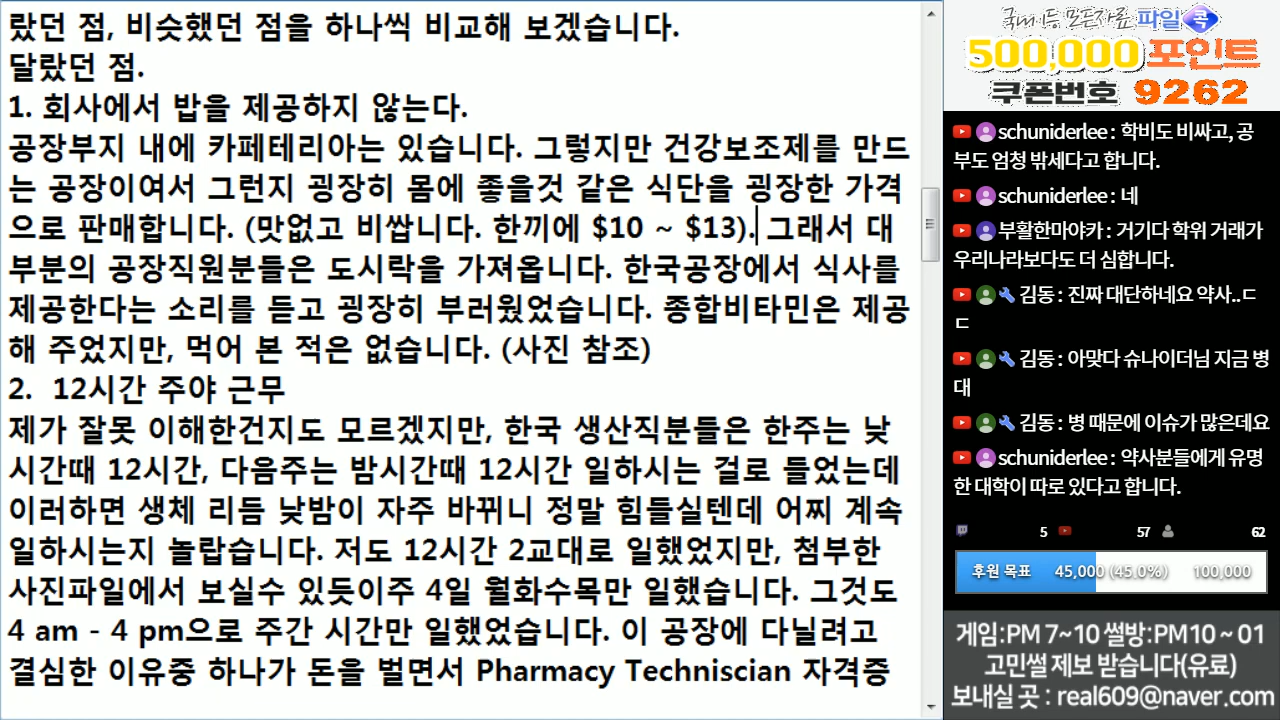 랐던 점, 비슷했던 점을 하나씩 비교해 보겠습니다.
달랐던 점.
1. 회사에서 밥을 제공하지 않는다.
공장부지 내에 카페테리아는 있습니다. 그렇지만 건강보조제를 만드
는 공장이여서 그런지 굉장히 몸에 좋을것 같은 식단을 굉장한 가격
으로 판매합니다. (맛없고 비쌉니다. 한끼에 $10 ~ $13). 그래서 대
부분의 공장직원분들은 도시락을 가져옵니다. 한국공장에서 식사를
제공한다는 소리를 듣고 굉장히 부러웠었습니다. 종합비타민은 제공
해 주었지만, 먹어 본 적은 없습니다. (사진 참조)
2. 12시간 주야 근무
제가 잘못 이해한건지도 모르겠지만, 한국 생산직분들은 한주는 낮
시간때 12시간, 다음주는 밤시간때 12시간 일하시는 걸로 들었는데
이러하면 생체 리듬 낮밤이 자주 바뀌니 정말 힘들실텐데 어찌 계속
일하시는지 놀랍습니다. 저도 12시간 2교대로 일했었지만, 첨부한
사진파일에서 보실수 있듯이주 4일 월화수목만 일했습니다. 그것도
4 am - 4 pm으로 주간 시간만 일했었습니다. 이 공장에 다닐려고
결심한 이유중 하나가 돈을 벌면서 Pharmacy Techniscian 자격증
국내 1등 모든자료 파일콕
500,000 포인트
쿠폰번호 9262
schuniderlee : 학비도 비싸고, 공
부도 엄청 밖세다고 합니다.
schuniderlee : 네
부활한마야카 : 거기다 학위 거래가
우리나라보다도 더 심합니다.
김동 : 진짜 대단하네요 약사..ㄷ
ㄷ
김동 : 아맞다 슈나이더님 지금 병
대
김동 : 병 때문에 이슈가 많은데요
schuniderlee : 약사분들에게 유명
한 대학이 따로 있다고 합니다.
5 57 62
후원 목표 45,000 (45.0%) 100,000
게임:PM 7~10 썰방:PM10 ~ 01
고민썰 제보 받습니다(유료)
보내실 곳 : real609@naver.com